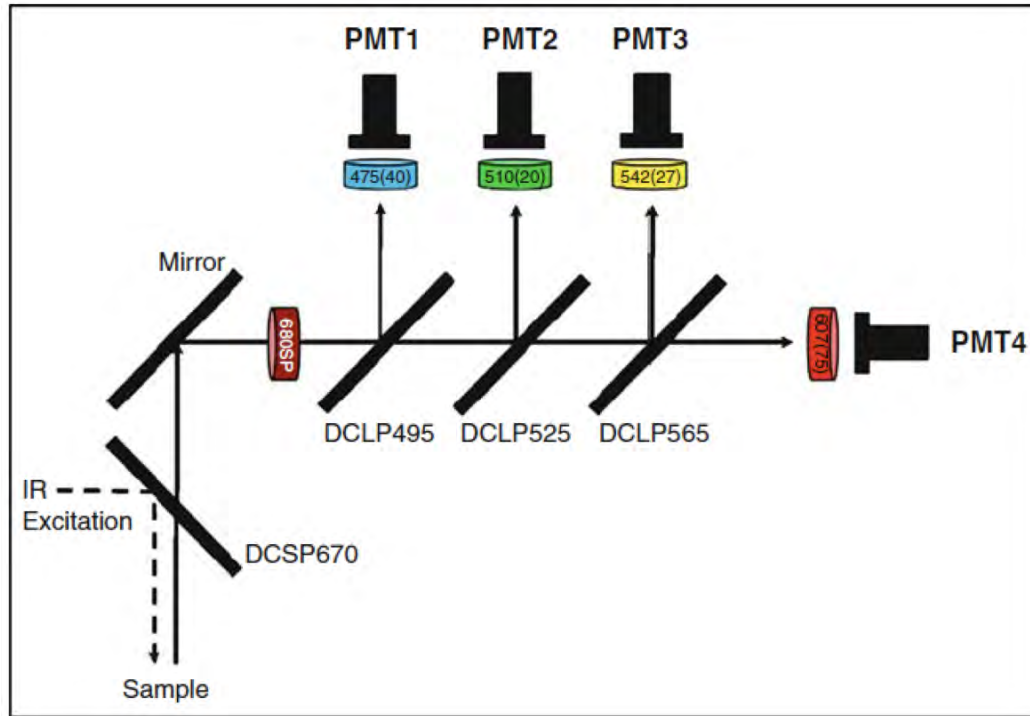 PMT1 PMT2 PMT3
475(40) 510(20) 542(27)
Mirror
680SP
607(75)
PMT4
DCLP495 DCLP525 DCLP565
IR
Excitation
DCSP670
Sample